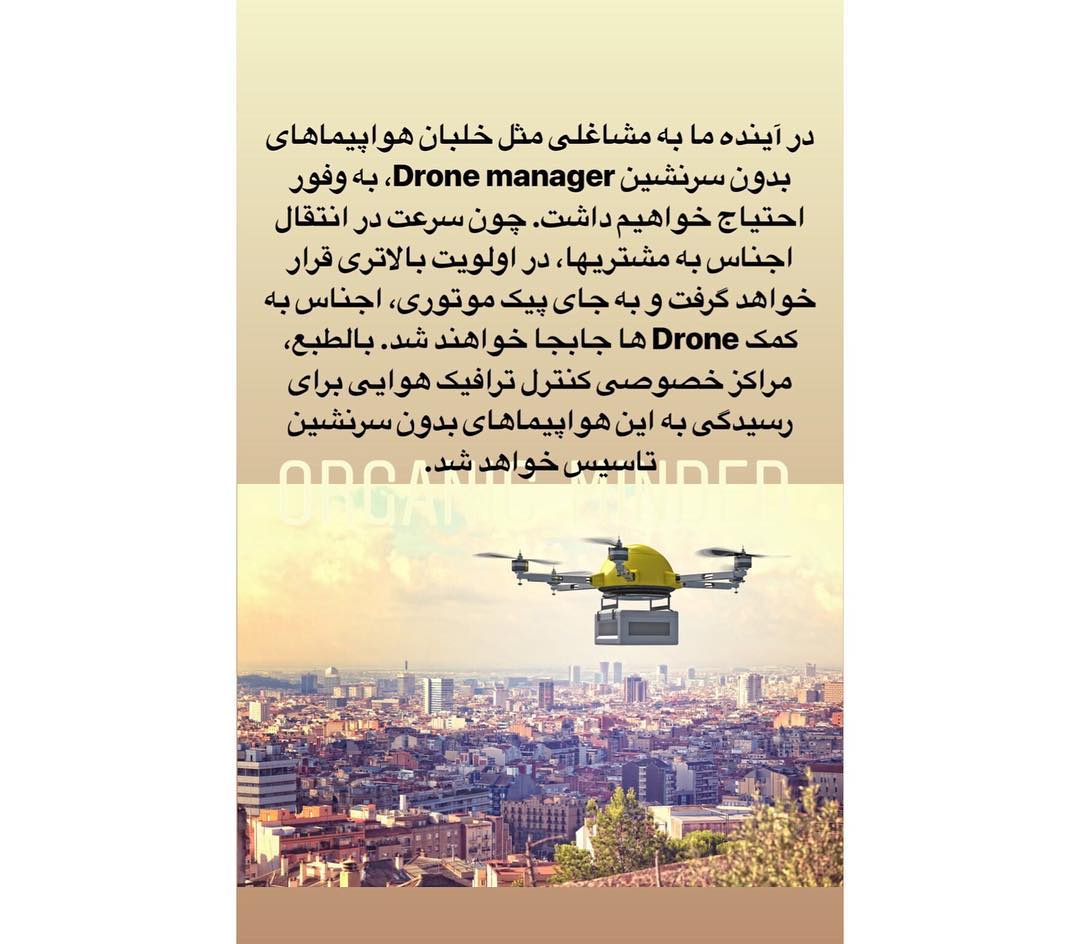 در آینده ما به مشاغلی مثل خلبان هواپیماهای
بدون سرنشین Drone manager، به وفور
احتیاج خواهیم داشت. چون سرعت در انتقال
اجناس به مشتریها، در اولویت بالاتری قرار
خواهد گرفت و به جای پیک موتوری، اجناس به
کمک Drone ها جابجا خواهند شد. بالطبع،
مراکز خصوصی کنترل ترافیک هوایی برای
رسیدگی به این هواپیماهای بدون سرنشین
تاسیس خواهد شد.
ORGANIC MINDED